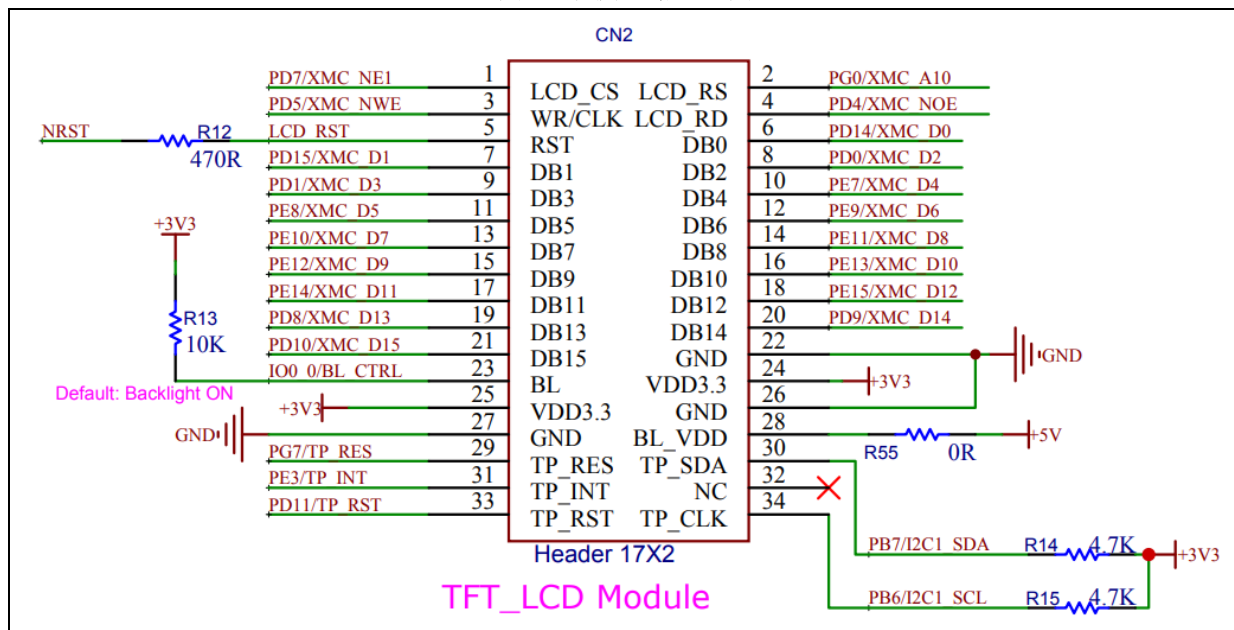 CN2
PD7/XMC_NE1 1 LCD_CS LCD_RS 2 PG0/XMC_A10
PD5/XMC_NWE 3 WR/CLK LCD_RD 4 PD4/XMC_NOE
NRST R12 470R LCD_RST 5 RST DB0 6 PD14/XMC_D0
PD15/XMC_D1 7 DB1 DB2 8 PD0/XMC_D2
PD1/XMC_D3 9 DB3 DB4 10 PE7/XMC_D4
PE8/XMC_D5 11 DB5 DB6 12 PE9/XMC_D6
+3V3 PE10/XMC_D7 13 DB7 DB8 14 PE11/XMC_D8
PE12/XMC_D9 15 DB9 DB10 16 PE13/XMC_D10
PE14/XMC_D11 17 DB11 DB12 18 PE15/XMC_D12
R13 10K PD8/XMC_D13 19 DB13 DB14 20 PD9/XMC_D14
PD10/XMC_D15 21 DB15 GND 22 GND
IO0_0/BL_CTRL 23 BL VDD3.3 24 +3V3
Default: Backlight ON
+3V3 25 VDD3.3 GND 26
GND 27 GND BL_VDD 28 R55 0R +5V
PG7/TP_RES 29 TP_RES TP_SDA 30
PE3/TP_INT 31 TP_INT NC 32
PD11/TP_RST 33 TP_RST TP_CLK 34
Header 17X2 PB7/I2C1_SDA R14 4.7K +3V3
TFT_LCD Module PB6/I2C1_SCL R15 4.7K